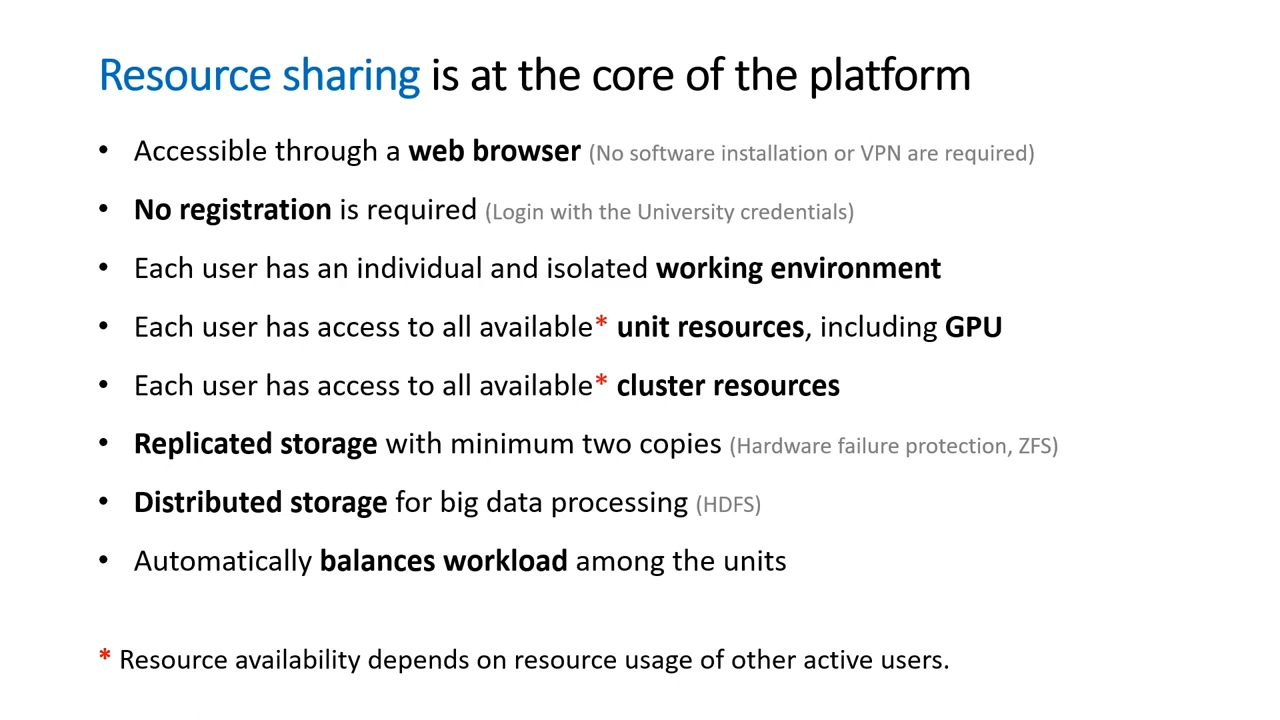 Resource sharing is at the core of the platform
• Accessible through a web browser (No software installation or VPN are required)
• No registration is required (Login with the University credentials)
• Each user has an individual and isolated working environment
• Each user has access to all available* unit resources, including GPU
• Each user has access to all available* cluster resources
• Replicated storage with minimum two copies (Hardware failure protection, ZFS)
• Distributed storage for big data processing (HDFS)
• Automatically balances workload among the units
* Resource availability depends on resource usage of other active users.